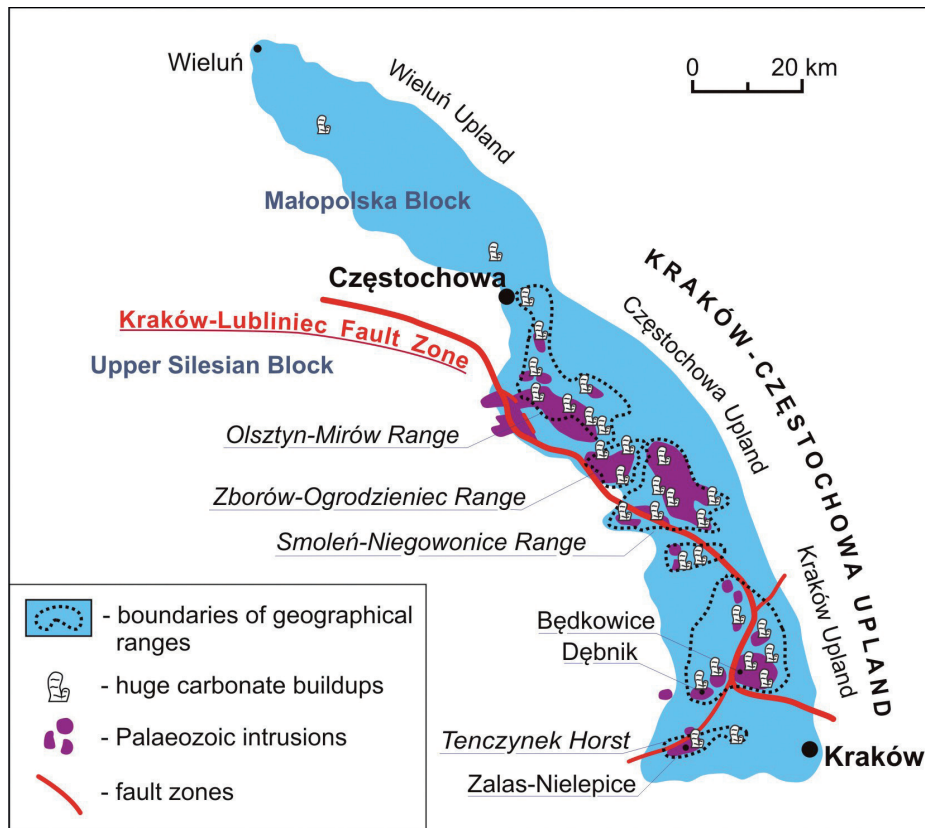 Wieluń
Wieluń Upland
0 20 km
Małopolska Block
Częstochowa
KRAKÓW-CZĘSTOCHOWA UPLAND
Częstochowa Upland
Kraków-Lubliniec Fault Zone
Upper Silesian Block
Olsztyn-Mirów Range
Zborów-Ogrodzieniec Range
Smoleń-Niegowonice Range
Kraków Upland
Będkowice
Dębnik
Tenczynek Horst
Kraków
Zalas-Nielepice
- boundaries of geographical
ranges
- huge carbonate buildups
- Palaeozoic intrusions
- fault zones